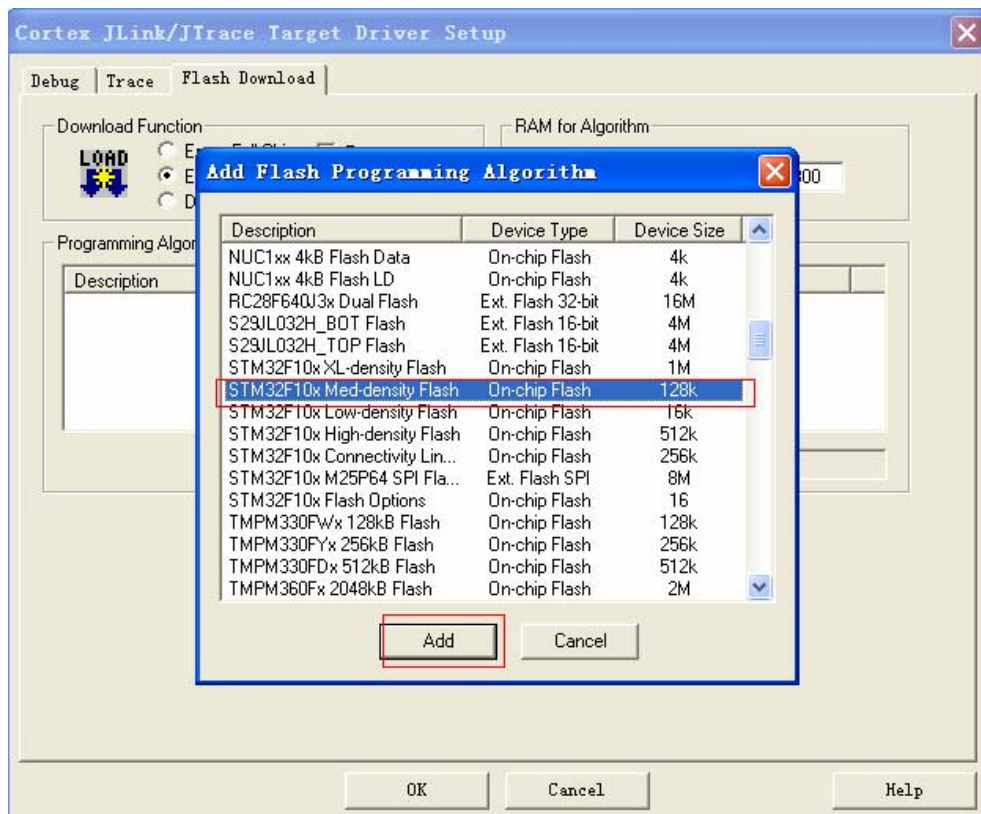 Cortex JLink/JTrace Target Driver Setup
Debug Trace Flash Download
Download Function
RAM for Algorithm
LOAD
Add Flash Programming Algorithm
Programming Algor
Description
Description Device Type Device Size
NUC1xx 4kB Flash Data On-chip Flash 4k
NUC1xx 4kB Flash LD On-chip Flash 4k
RC28F640J3x Dual Flash Ext. Flash 32-bit 16M
S29JL032H_BOT Flash Ext. Flash 16-bit 4M
S29JL032H_TOP Flash Ext. Flash 16-bit 4M
STM32F10x XL-density Flash On-chip Flash 1M
STM32F10x Med-density Flash On-chip Flash 128k
STM32F10x Low-density Flash On-chip Flash 16k
STM32F10x High-density Flash On-chip Flash 512k
STM32F10x Connectivity Lin... On-chip Flash 256k
STM32F10x M25P64 SPI Fla... Ext. Flash SPI 8M
STM32F10x Flash Options On-chip Flash 16
TMPM330FWx 128kB Flash On-chip Flash 128k
TMPM330FYx 256kB Flash On-chip Flash 256k
TMPM330FDx 512kB Flash On-chip Flash 512k
TMPM360Fx 2048kB Flash On-chip Flash 2M
Add Cancel
OK Cancel Help